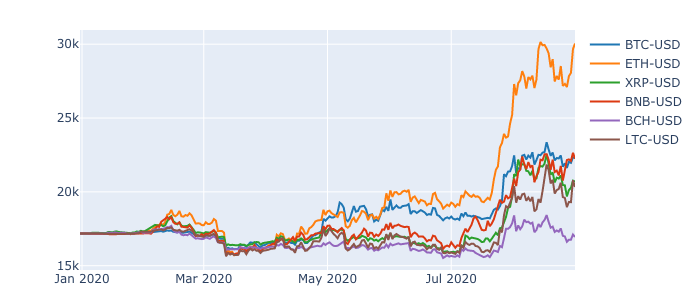 30k
25k
20k
15k
Jan 2020
Mar 2020
May 2020
Jul 2020
BTC-USD
ETH-USD
XRP-USD
BNB-USD
BCH-USD
LTC-USD